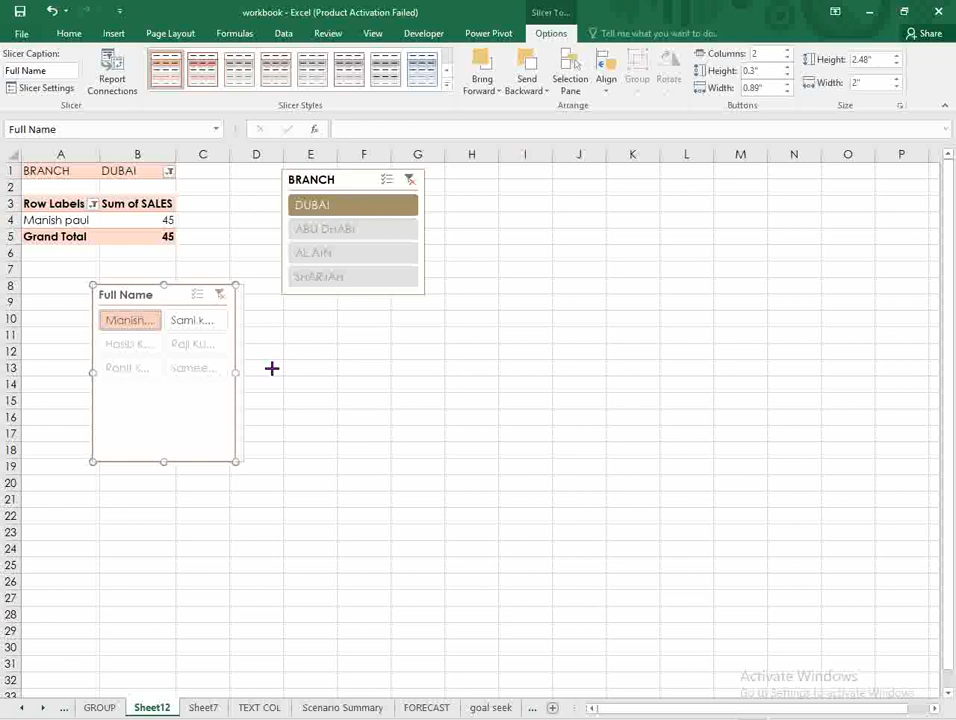 workbook - Excel (Product Activation Failed)
Slicer To...
File Home Insert Page Layout Formulas Data Review View Developer Power Pivot Options Tell me what you want to do... Share
Slicer Caption:
Full Name
Slicer Settings
Report Connections
Slicer
Slicer Styles
Bring Forward
Send Backward
Selection Pane
Align
Group
Rotate
Arrange
Columns: 2
Height: 0.3"
Width: 0.89"
Buttons
Height: 2.48"
Width: 2"
Size
Full Name
fx
A B C D E F G H I J K L M N O P
1 BRANCH DUBAI
2
3 Row Labels Sum of SALES
4 Manish paul 45
5 Grand Total 45
6
7
8
9
10
11
12
13
14
15
16
17
18
19
20
21
22
23
24
25
26
27
28
29
30
31
32
33
BRANCH
DUBAI
ABU DHABI
ALAIN
SHARJAH
Full Name
Manish... Sami k...
Hasib K... Raji Ku...
Ronit K... Samee...
Activate Windows
Go to Settings to activate Windows.
... GROUP Sheet12 Sheet7 TEXT COL Scenario Summary FORECAST goal seek ...